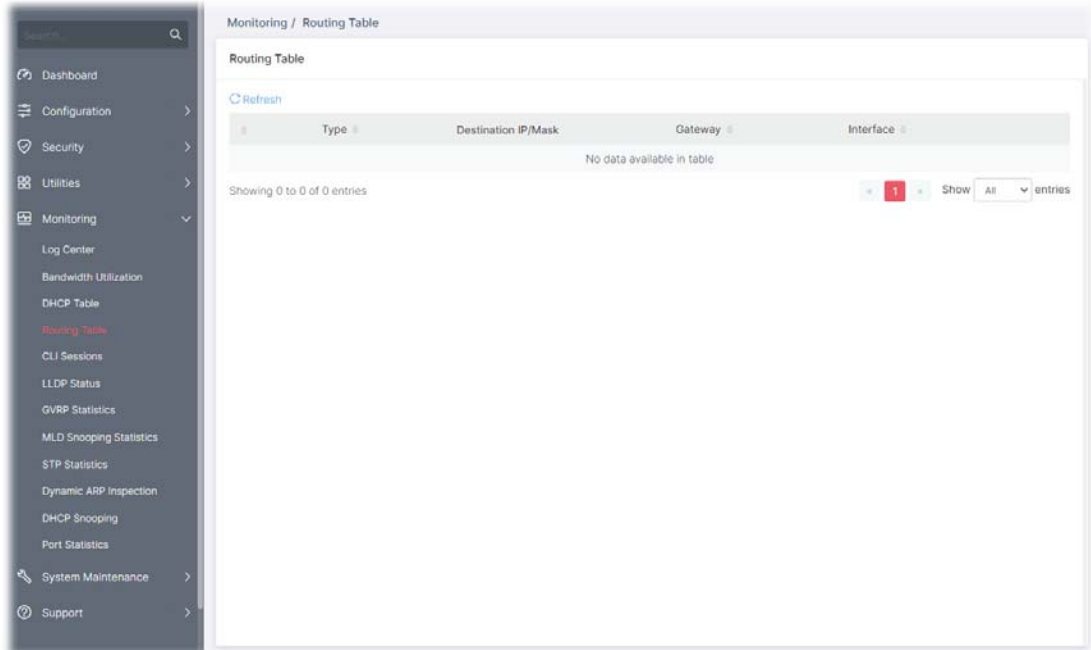 Search...
Monitoring / Routing Table
Dashboard
Configuration
Security
Utilities
Monitoring
Log Center
Bandwidth Utilization
DHCP Table
Routing Table
CLI Sessions
LLDP Status
GVRP Statistics
MLD Snooping Statistics
STP Statistics
Dynamic ARP Inspection
DHCP Snooping
Port Statistics
System Maintenance
Support
Routing Table
Refresh
Type Destination IP/Mask Gateway Interface
No data available in table
Showing 0 to 0 of 0 entries « 1 » Show All entries